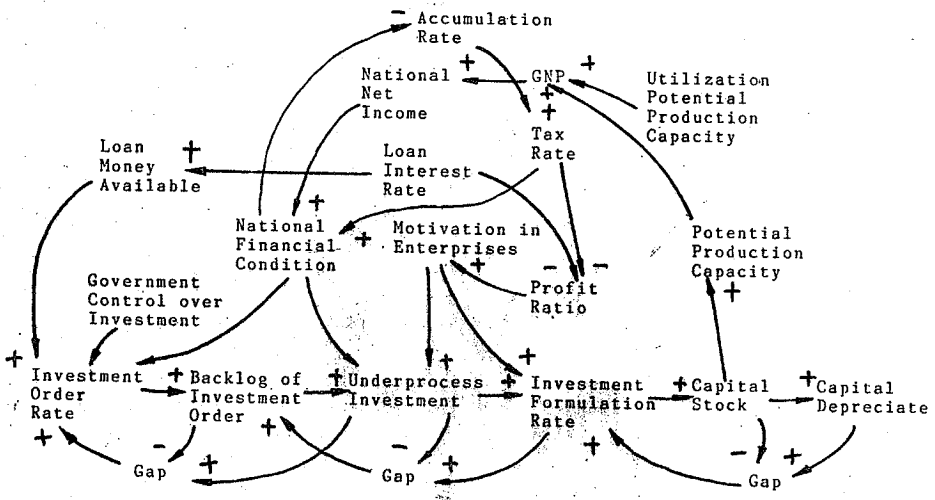 − Accumulation
Rate
+ +
National
Net
Income
GNP
+
Utilization
Potential
Production
Capacity
+
Tax
Rate
Loan
Money
Available
+
Loan
Interest
Rate
+
National
Financial
Condition
+
Motivation in
Enterprises
+
Potential
Production
Capacity
+
− −
Profit
Ratio
Government
Control over
Investment
+
Investment
Order
Rate
+
+
Backlog of
Investment
Order
+
+
Underprocess
Investment
+
+
+
Investment
Formulation
Rate
+
+
Capital
Stock
+
Capital
Depreciate
− +
Gap
− +
Gap
− +
Gap